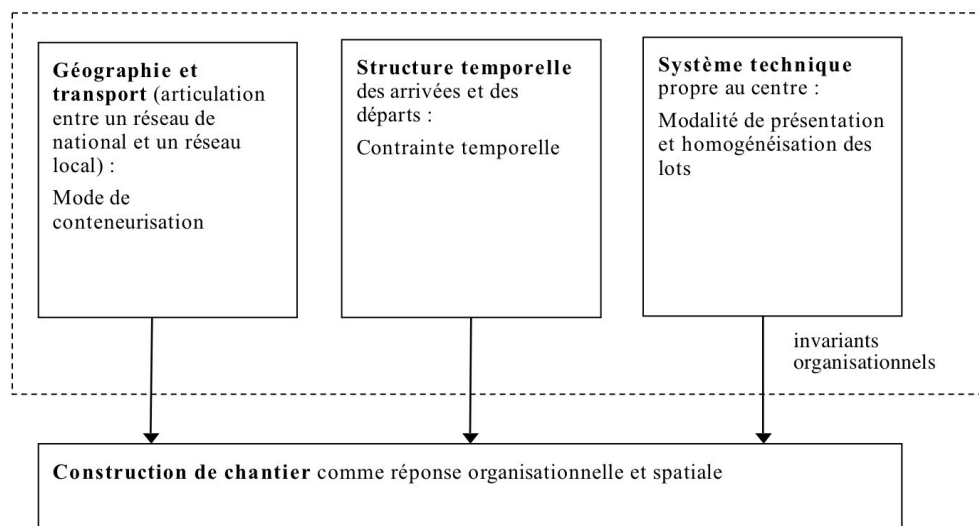 Géographie et
transport (articulation
entre un réseau de
national et un réseau
local) :
Mode de
conteneurisation
Structure temporelle
des arrivées et des
départs :
Contrainte temporelle
Système technique
propre au centre :
Modalité de présentation
et homogénéisation des
lots
invariants
organisationnels
Construction de chantier comme réponse organisationnelle et spatiale